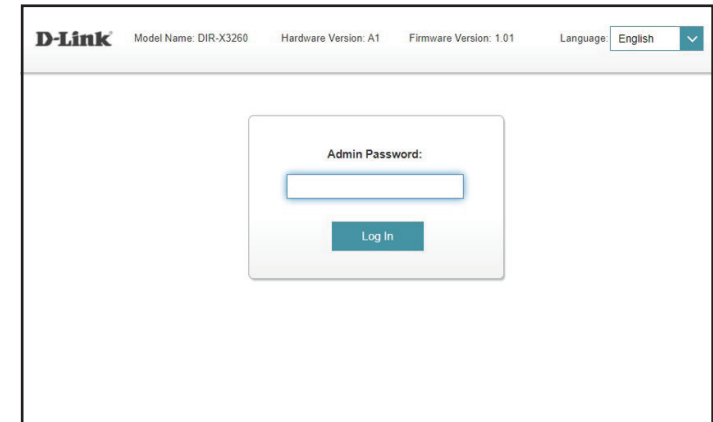 D-Link Model Name: DIR-X3260 Hardware Version: A1 Firmware Version: 1.01 Language: English
Admin Password:
Log In